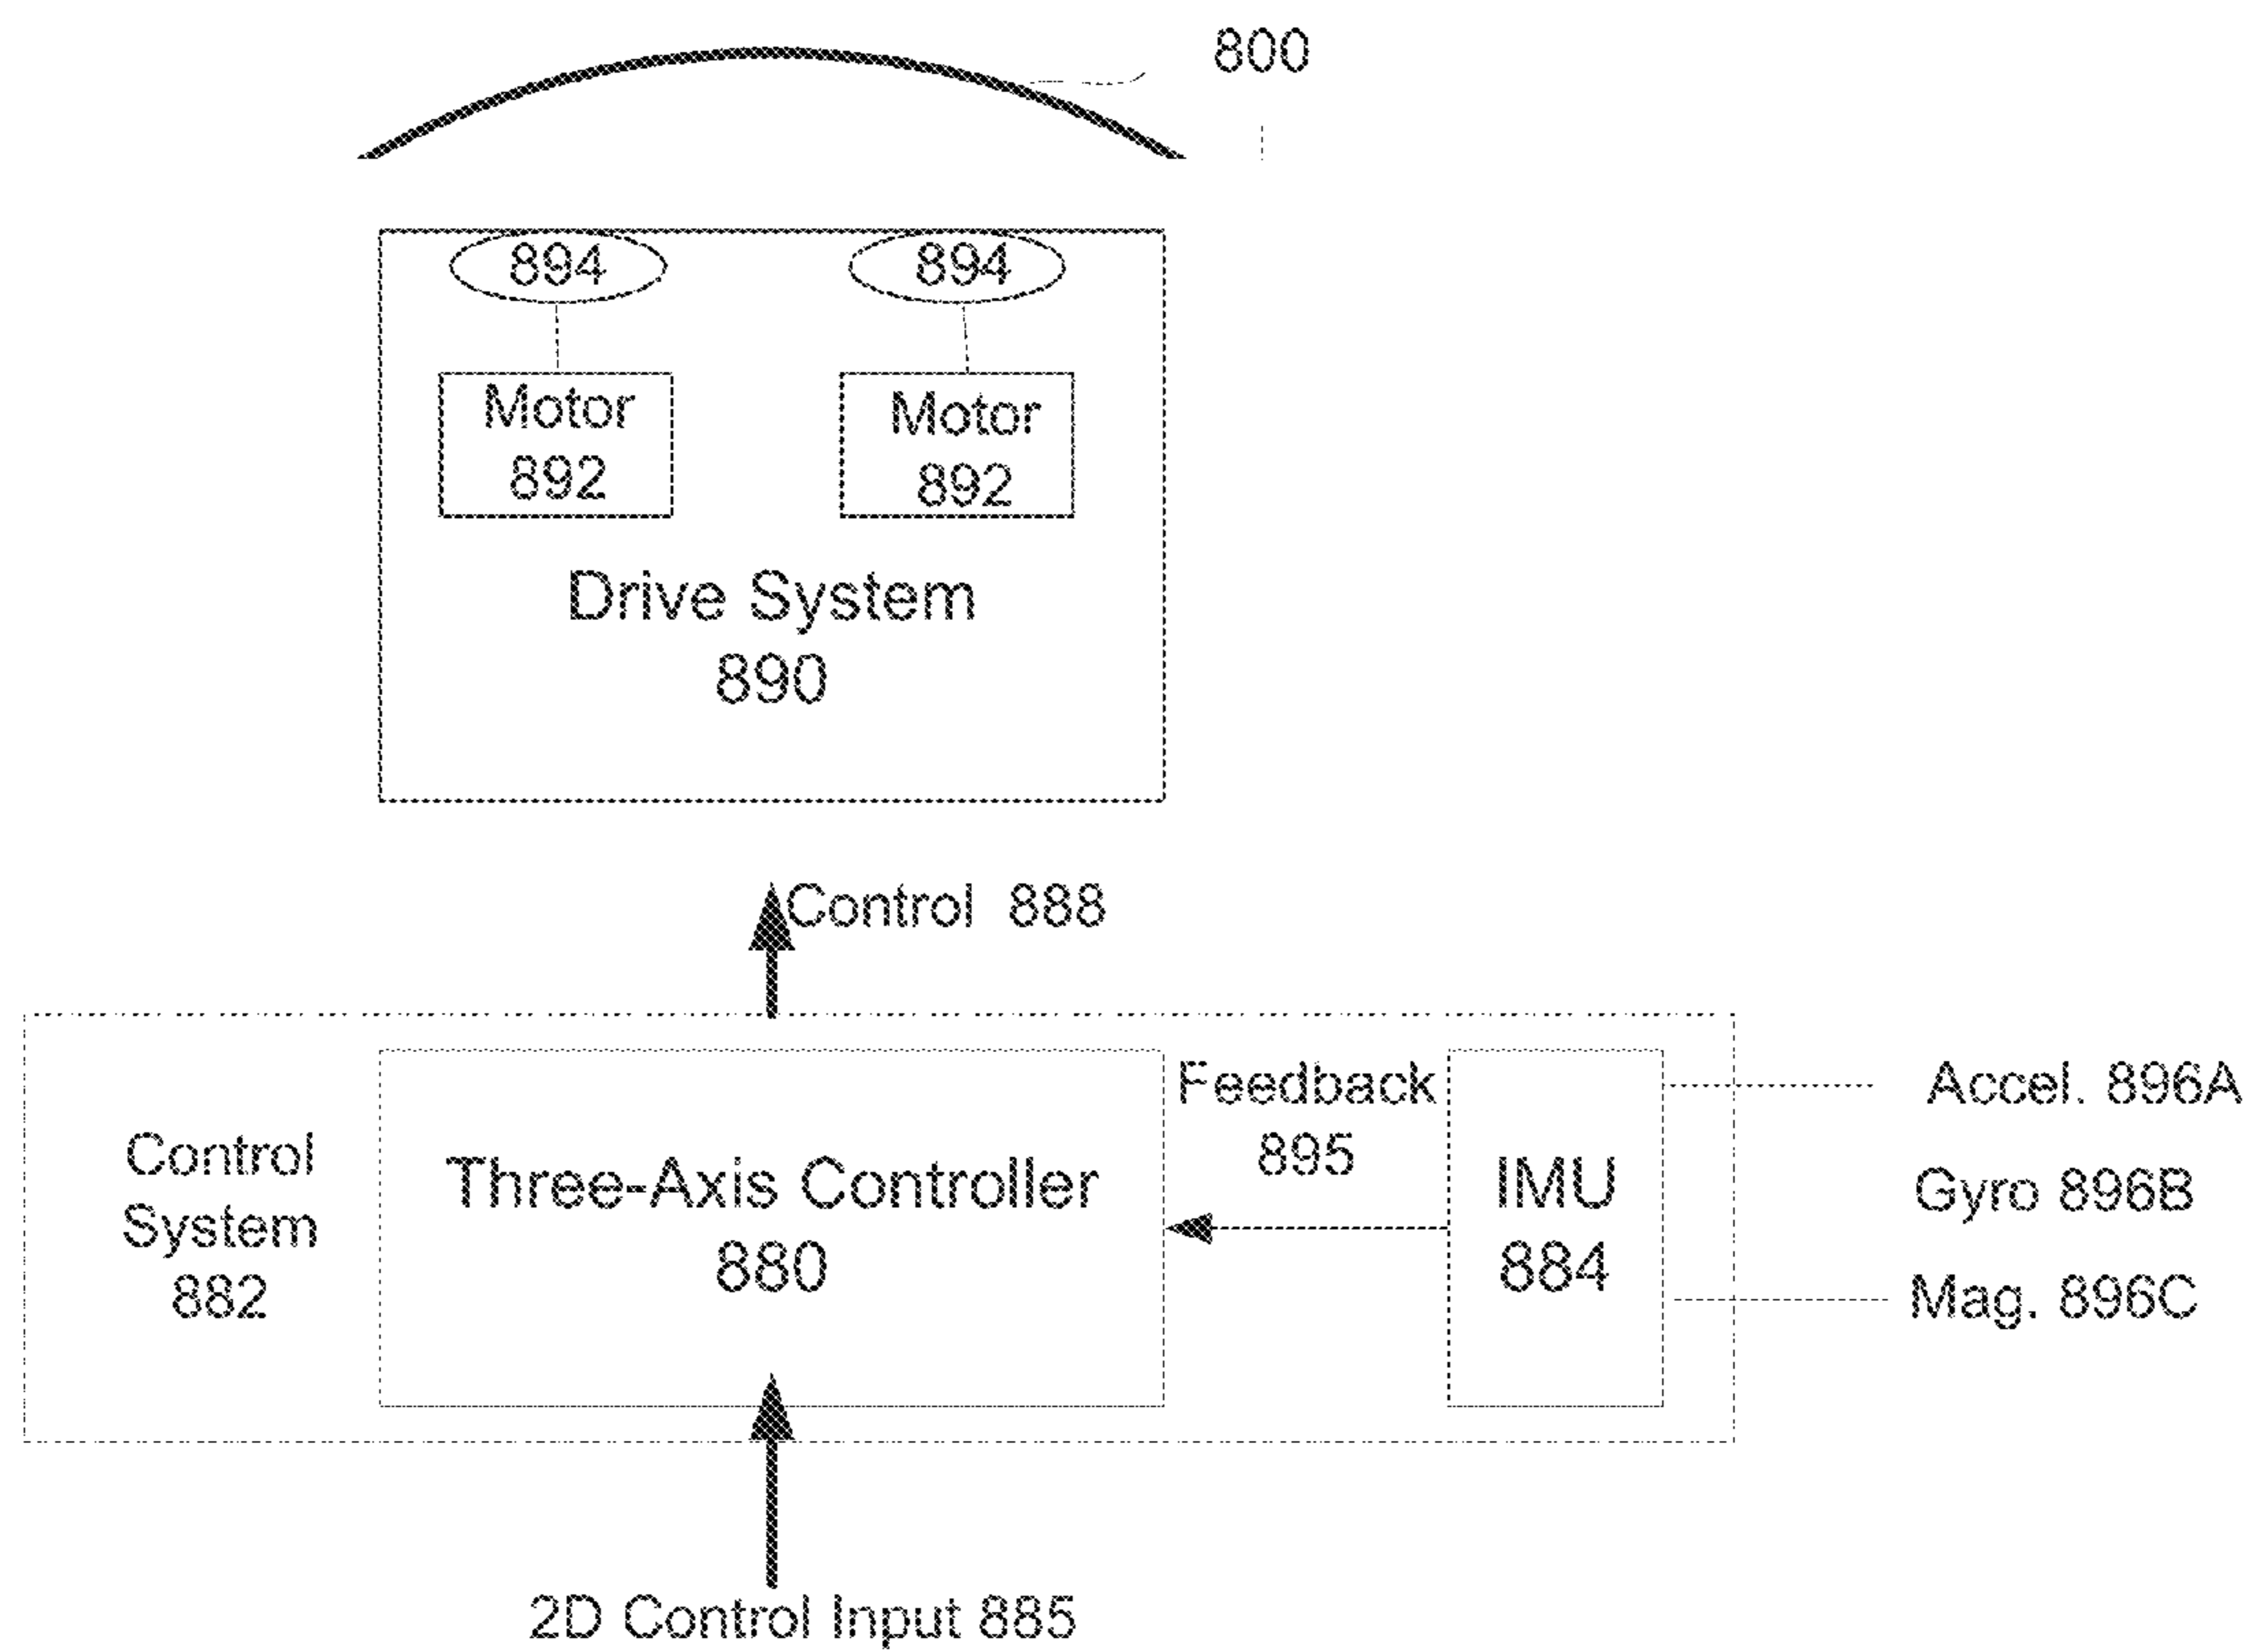 800
894
894
Motor
892
Motor
892
Drive System
890
Control 888
Control
System
882
Three-Axis Controller
880
Feedback
895
IMU
884
Accel. 896A
Gyro 896B
Mag. 896C
2D Control Input 885